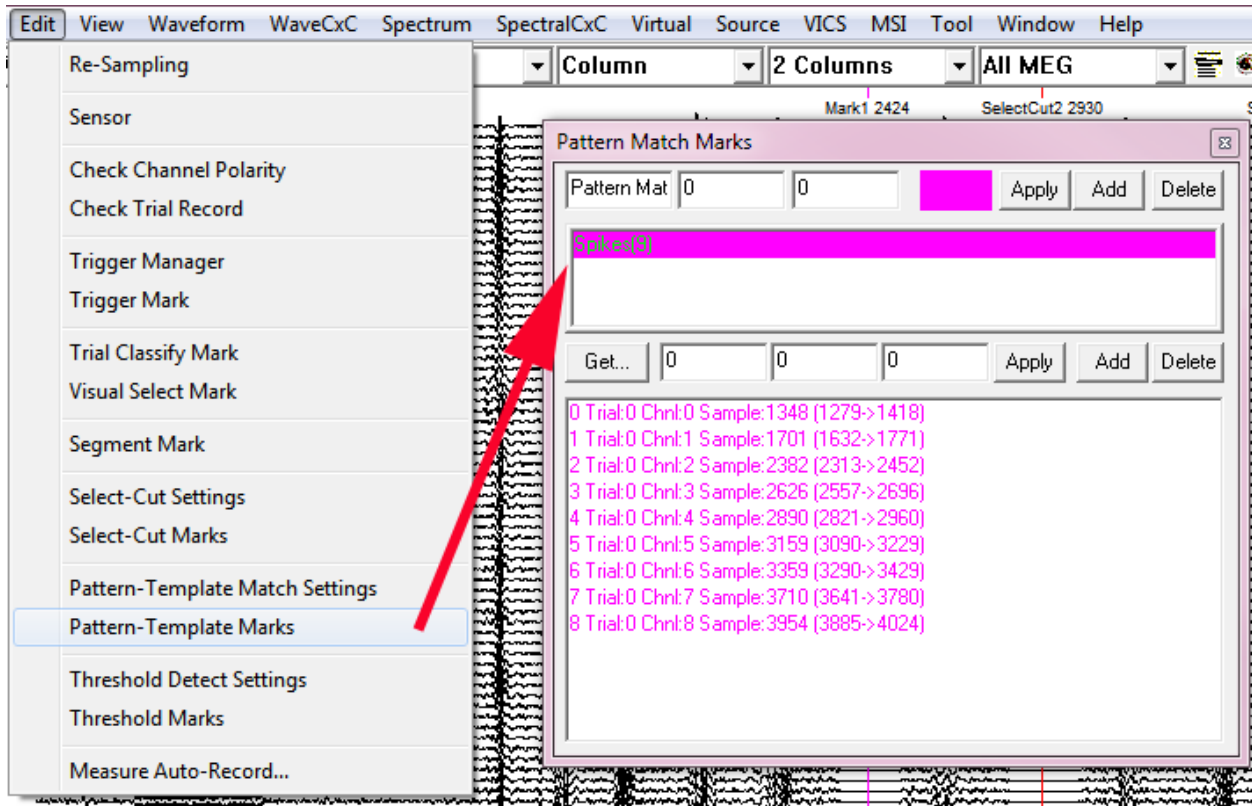 Edit View Waveform WaveCxC Spectrum SpectralCxC Virtual Source VICS MSI Tool Window Help
Column 2 Columns All MEG
Mark1 2424 SelectCut2 2930
Re-Sampling
Sensor
Check Channel Polarity
Check Trial Record
Trigger Manager
Trigger Mark
Trial Classify Mark
Visual Select Mark
Segment Mark
Select-Cut Settings
Select-Cut Marks
Pattern-Template Match Settings
Pattern-Template Marks
Threshold Detect Settings
Threshold Marks
Measure Auto-Record...
Pattern Match Marks
Pattern Mat 0 0 Apply Add Delete
Spikes(9)
Get... 0 0 0 Apply Add Delete
0 Trial:0 Chnl:0 Sample:1348 (1279->1418)
1 Trial:0 Chnl:1 Sample:1701 (1632->1771)
2 Trial:0 Chnl:2 Sample:2382 (2313->2452)
3 Trial:0 Chnl:3 Sample:2626 (2557->2696)
4 Trial:0 Chnl:4 Sample:2890 (2821->2960)
5 Trial:0 Chnl:5 Sample:3159 (3090->3229)
6 Trial:0 Chnl:6 Sample:3359 (3290->3429)
7 Trial:0 Chnl:7 Sample:3710 (3641->3780)
8 Trial:0 Chnl:8 Sample:3954 (3885->4024)